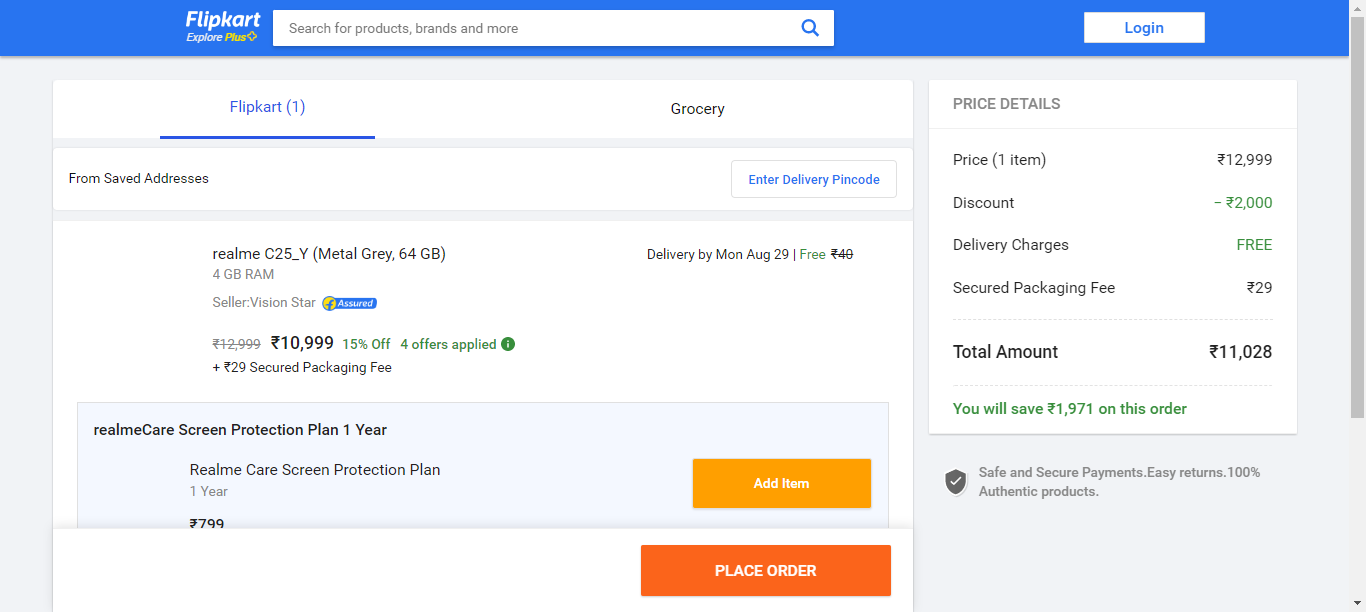 Flipkart
Explore Plus
Search for products, brands and more
Login
Flipkart (1)
Grocery
From Saved Addresses
Enter Delivery Pincode
realme C25_Y (Metal Grey, 64 GB)
4 GB RAM
Seller:Vision Star
f Assured
Delivery by Mon Aug 29 | Free ₹40
₹12,999 ₹10,999 15% Off 4 offers applied i
+ ₹29 Secured Packaging Fee
realmeCare Screen Protection Plan 1 Year
Realme Care Screen Protection Plan
1 Year
₹799
Add Item
PLACE ORDER
PRICE DETAILS
Price (1 item) ₹12,999
Discount − ₹2,000
Delivery Charges FREE
Secured Packaging Fee ₹29
Total Amount ₹11,028
You will save ₹1,971 on this order
Safe and Secure Payments.Easy returns.100%
Authentic products.